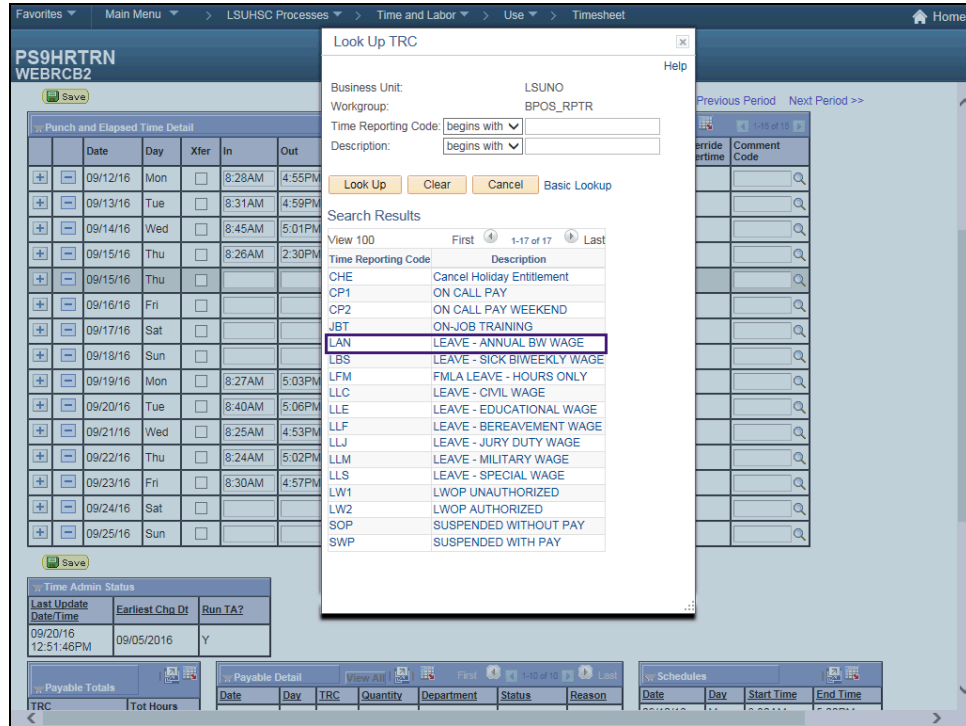 Favorites Main Menu > LSUHSC Processes > Time and Labor > Use > Timesheet Home
PS9HRTRN
WEBRCB2
Save
Previous Period Next Period >>
Punch and Elapsed Time Detail 1-15 of 15
Date Day Xfer In Out erride ertime Comment Code
09/12/16 Mon 8:28AM 4:55PM
09/13/16 Tue 8:31AM 4:59PM
09/14/16 Wed 8:45AM 5:01PM
09/15/16 Thu 8:26AM 2:30PM
09/15/16 Thu
09/16/16 Fri
09/17/16 Sat
09/18/16 Sun
09/19/16 Mon 8:27AM 5:03PM
09/20/16 Tue 8:40AM 5:06PM
09/21/16 Wed 8:25AM 4:53PM
09/22/16 Thu 8:24AM 5:02PM
09/23/16 Fri 8:30AM 4:57PM
09/24/16 Sat
09/25/16 Sun
Save
Look Up TRC
Help
Business Unit: LSUNO
Workgroup: BPOS_RPTR
Time Reporting Code: begins with
Description: begins with
Look Up Clear Cancel Basic Lookup
Search Results
View 100 First 1-17 of 17 Last
Time Reporting Code Description
CHE Cancel Holiday Entitlement
CP1 ON CALL PAY
CP2 ON CALL PAY WEEKEND
JBT ON-JOB TRAINING
LAN LEAVE - ANNUAL BW WAGE
LBS LEAVE - SICK BIWEEKLY WAGE
LFM FMLA LEAVE - HOURS ONLY
LLC LEAVE - CIVIL WAGE
LLE LEAVE - EDUCATIONAL WAGE
LLF LEAVE - BEREAVEMENT WAGE
LLJ LEAVE - JURY DUTY WAGE
LLM LEAVE - MILITARY WAGE
LLS LEAVE - SPECIAL WAGE
LW1 LWOP UNAUTHORIZED
LW2 LWOP AUTHORIZED
SOP SUSPENDED WITHOUT PAY
SWP SUSPENDED WITH PAY
Time Admin Status
Last Update Date/Time Earliest Chg Dt Run TA?
09/20/16 12:51:46PM 09/05/2016 Y
Payable Totals
TRC Tot Hours
Payable Detail View All First 1-10 of 10 Last
Date Day TRC Quantity Department Status Reason
Schedules
Date Day Start Time End Time